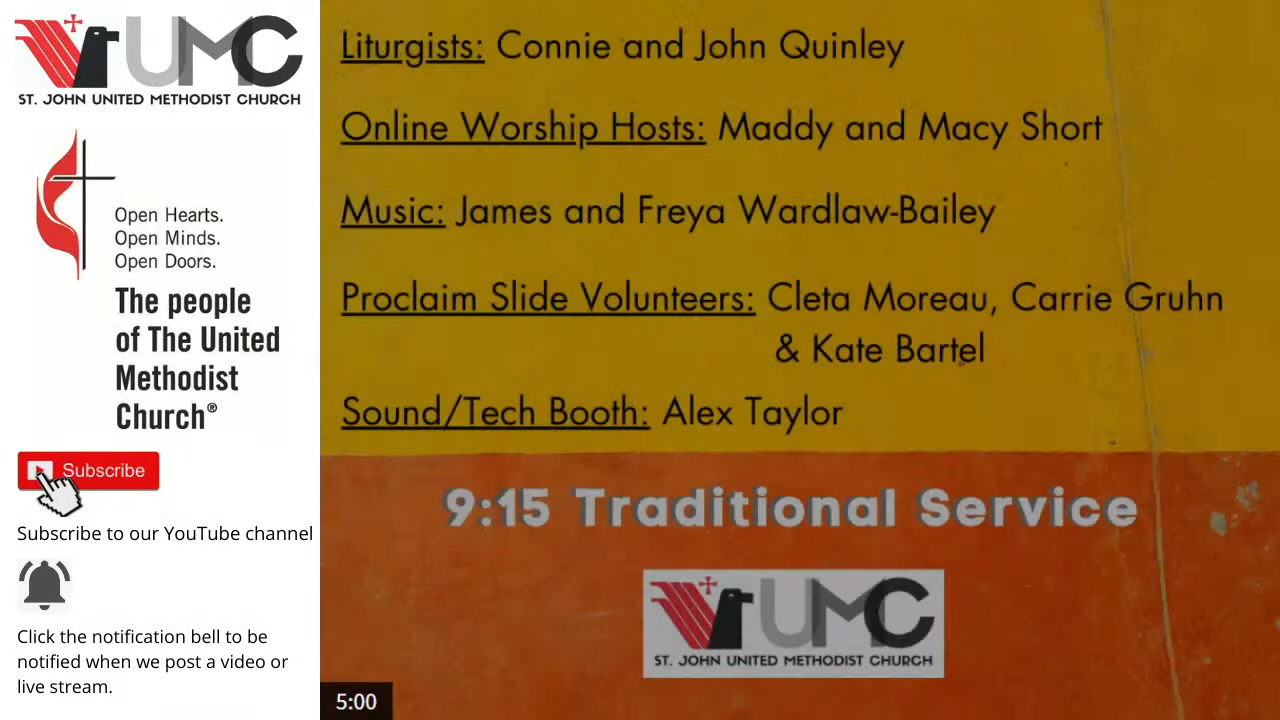 UMC
ST. JOHN UNITED METHODIST CHURCH
Open Hearts.
Open Minds.
Open Doors.
The people
of The United
Methodist
Church®
Subscribe
Subscribe to our YouTube channel
Click the notification bell to be
notified when we post a video or
live stream.
Liturgists: Connie and John Quinley
Online Worship Hosts: Maddy and Macy Short
Music: James and Freya Wardlaw-Bailey
Proclaim Slide Volunteers: Cleta Moreau, Carrie Gruhn
& Kate Bartel
Sound/Tech Booth: Alex Taylor
9:15 Traditional Service
UMC
ST. JOHN UNITED METHODIST CHURCH
5:00